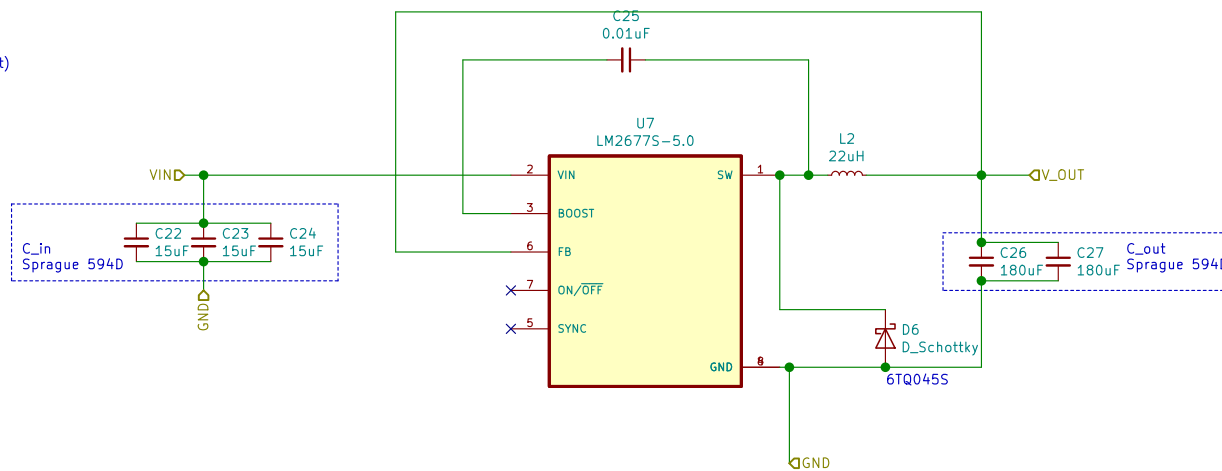 C25
0.01uF
t)
U7
LM2677S-5.0
L2
22uH
VIN
2
VIN
SW
1
V_OUT
3
BOOST
C_in
Sprague 594D
C22
15uF
C23
15uF
C24
15uF
6
FB
C26
180uF
C27
180uF
C_out
Sprague 594D
7
ON/OFF
GND
5
SYNC
D6
D_Schottky
GND
6TQ045S
GND